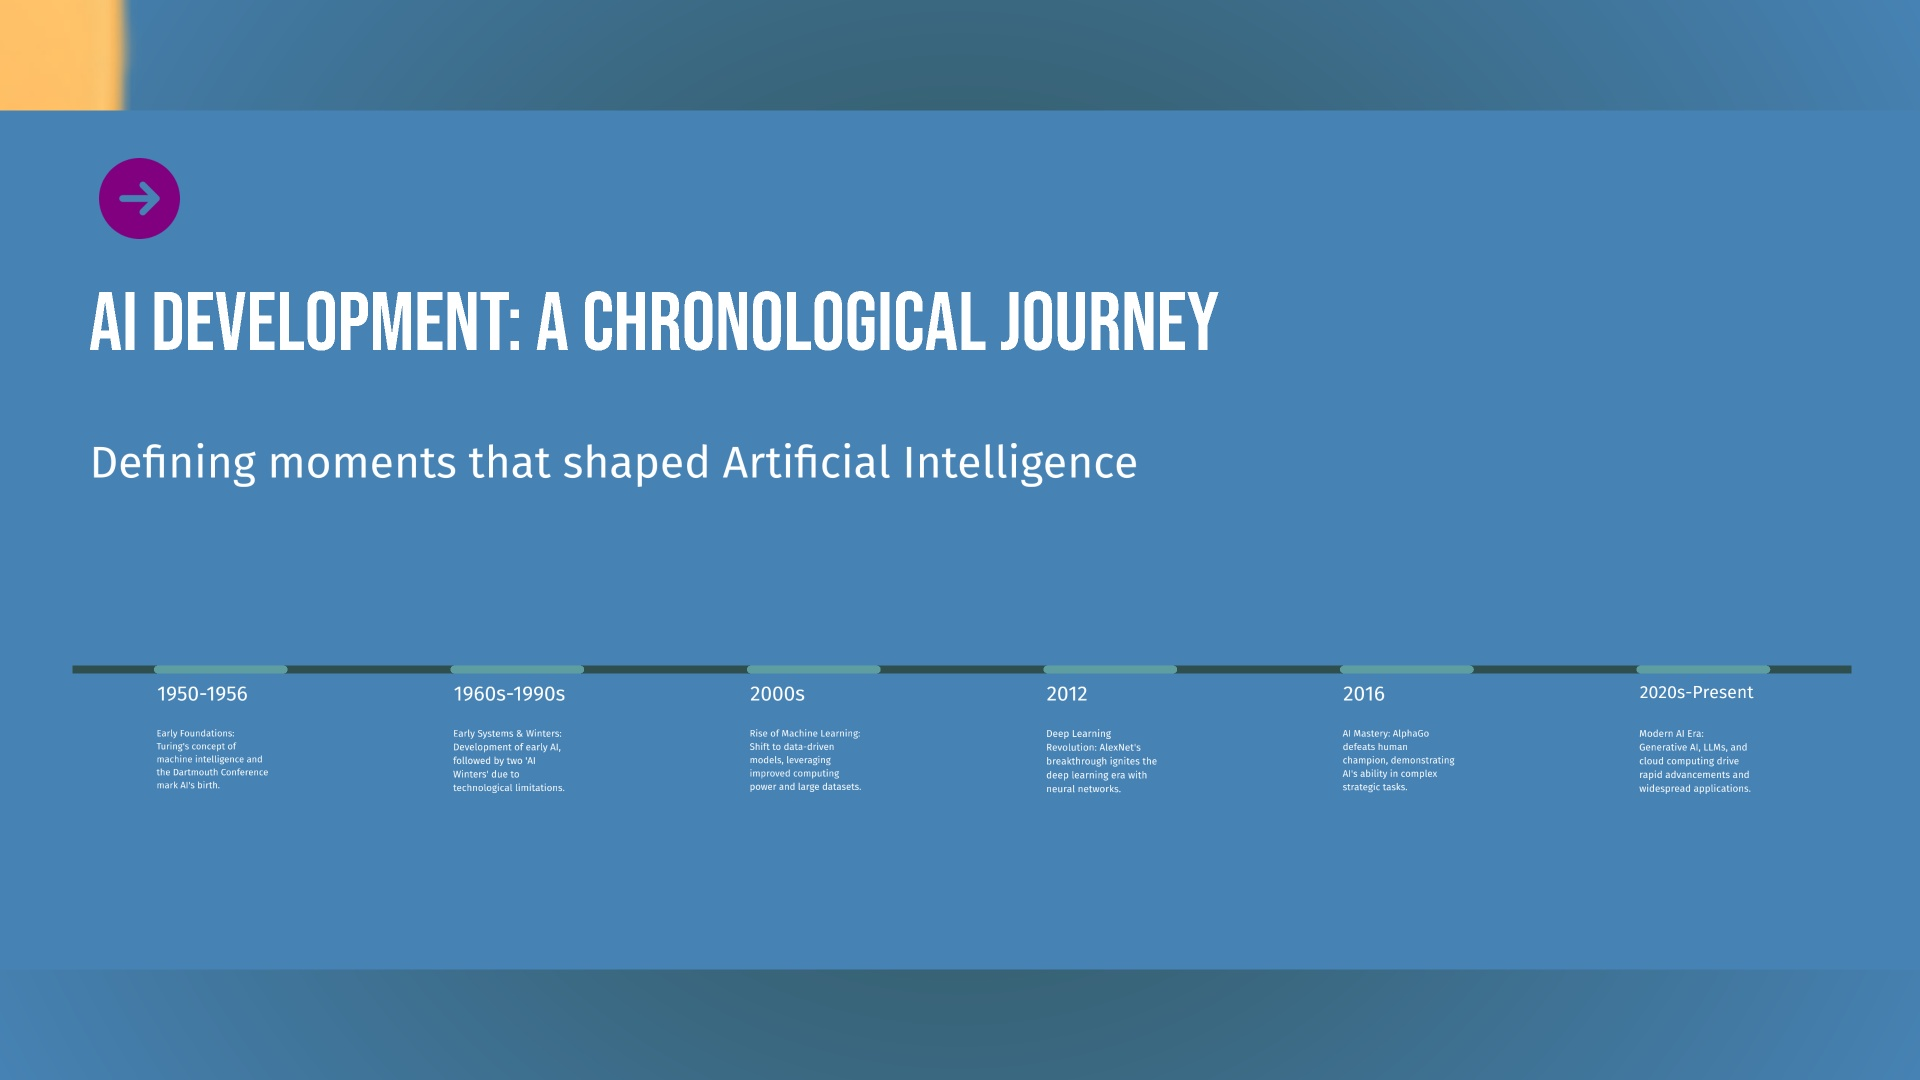 AI DEVELOPMENT: A CHRONOLOGICAL JOURNEY
Defining moments that shaped Artificial Intelligence
1950-1956
Early Foundations:
Turing's concept of
machine intelligence and
the Dartmouth Conference
mark AI's birth.
1960s-1990s
Early Systems & Winters:
Development of early AI,
followed by two 'AI
Winters' due to
technological limitations.
2000s
Rise of Machine Learning:
Shift to data-driven
models, leveraging
improved computing
power and large datasets.
2012
Deep Learning
Revolution: AlexNet's
breakthrough ignites the
deep learning era with
neural networks.
2016
AI Mastery: AlphaGo
defeats human
champion, demonstrating
AI's ability in complex
strategic tasks.
2020s-Present
Modern AI Era:
Generative AI, LLMs, and
cloud computing drive
rapid advancements and
widespread applications.